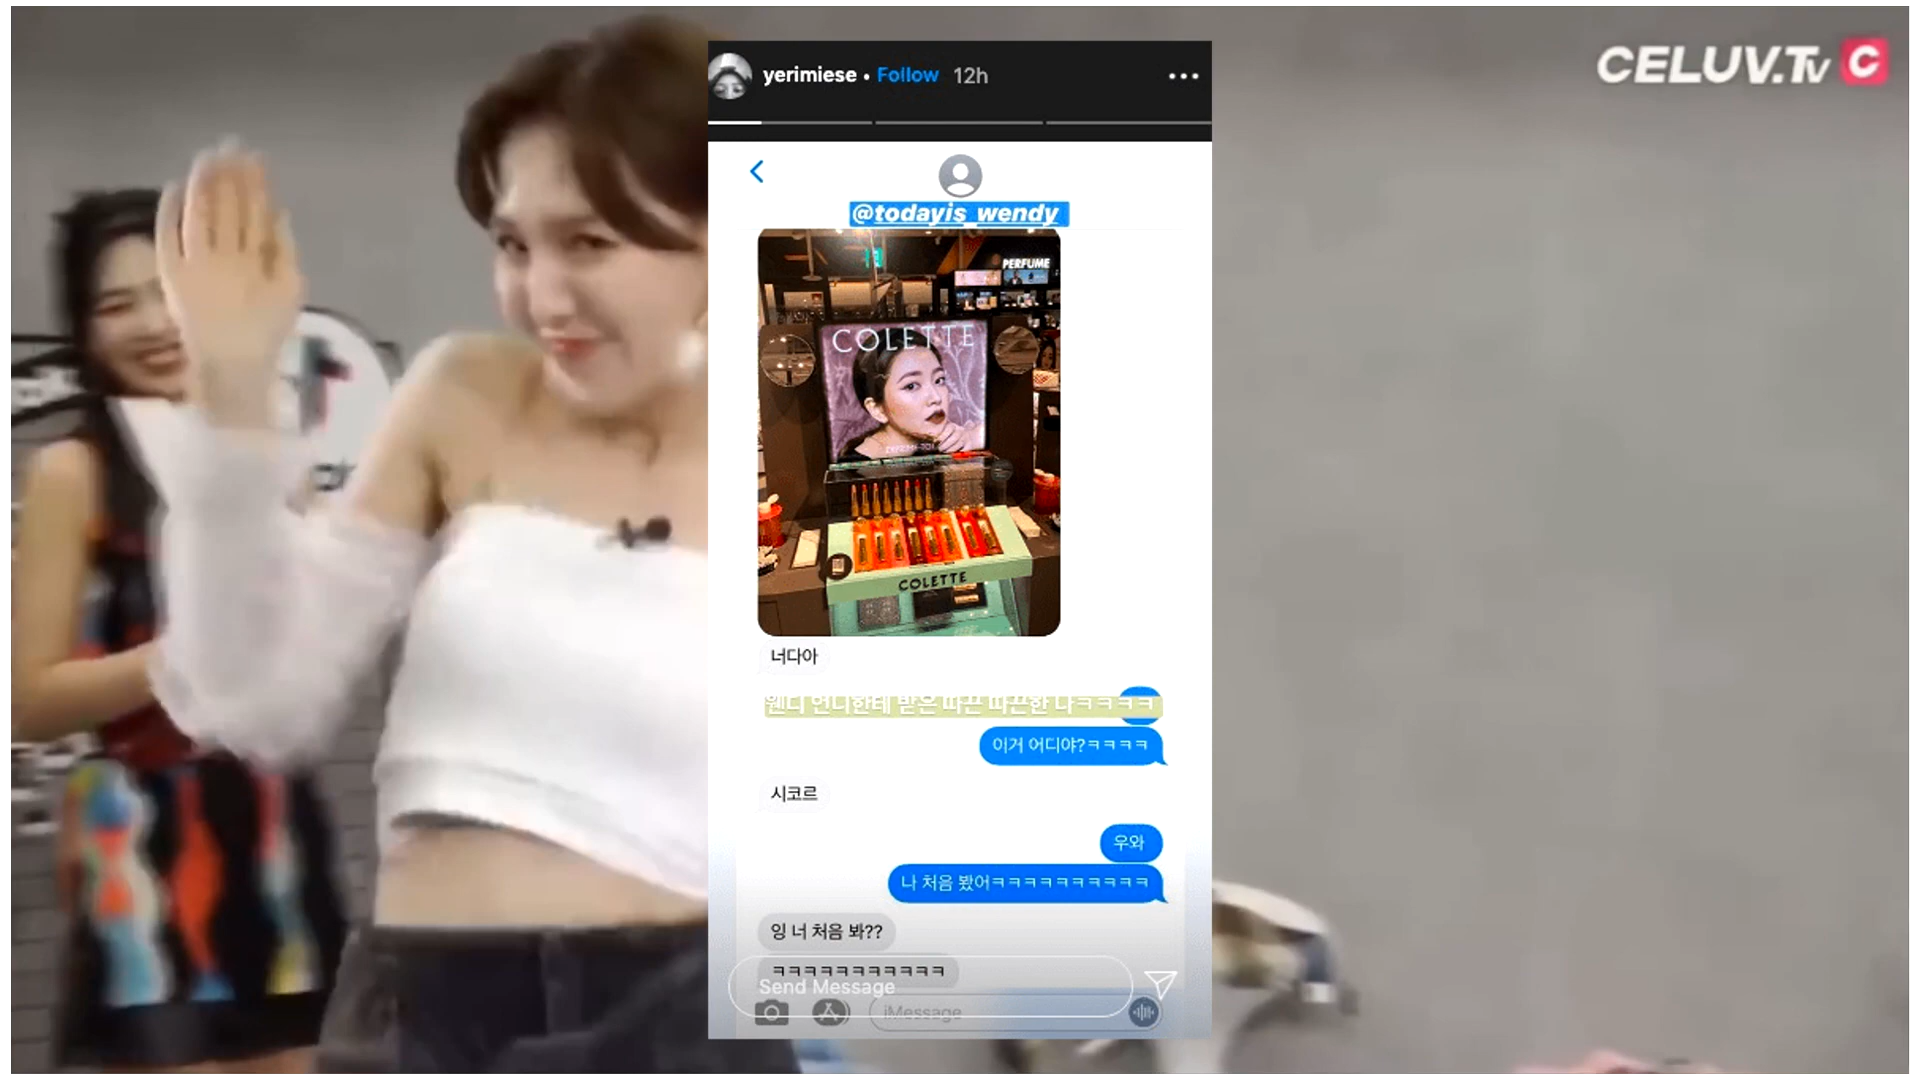 CELUV.Tv C
yerimiese • Follow 12h
@todayis_wendy
PERFUME
COLETTE
COLETTE
너다아
웬디 언니한테 받은 따끈 따끈한 나ㅋㅋㅋㅋ
이거 어디야?ㅋㅋㅋㅋ
시코르
우와
나 처음 봤어ㅋㅋㅋㅋㅋㅋㅋㅋㅋㅋ
잉 너 처음 봐??
ㅋㅋㅋㅋㅋㅋㅋㅋㅋㅋㅋ
Send Message
iMessage